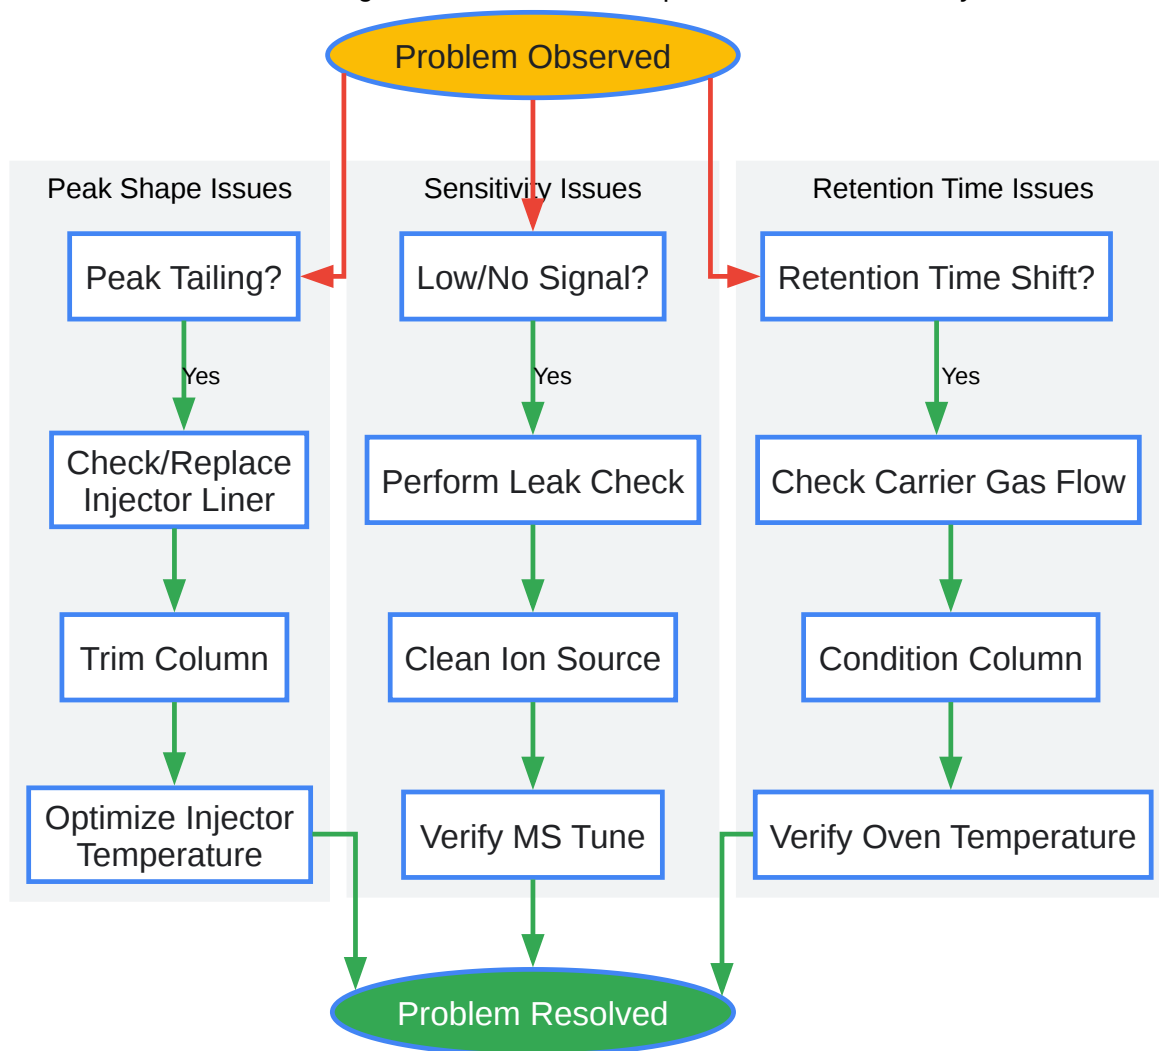 Problem Observed
Peak Shape Issues
Sensitivity Issues
Retention Time Issues
Peak Tailing?
Low/No Signal?
Retention Time Shift?
Yes
Yes
Yes
Check/Replace
Injector Liner
Perform Leak Check
Check Carrier Gas Flow
Trim Column
Clean Ion Source
Condition Column
Optimize Injector
Temperature
Verify MS Tune
Verify Oven Temperature
Problem Resolved